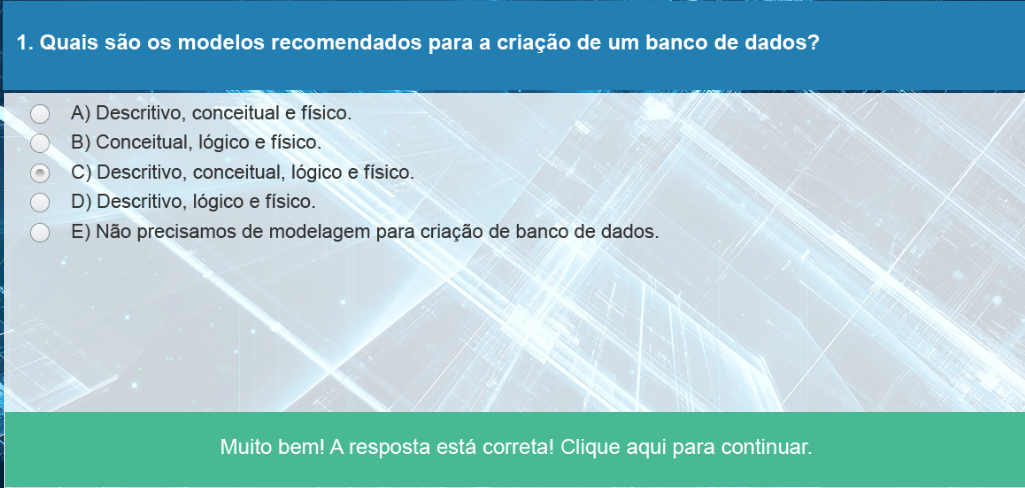 1. Quais são os modelos recomendados para a criação de um banco de dados?
A) Descritivo, conceitual e físico.
B) Conceitual, lógico e físico.
C) Descritivo, conceitual, lógico e físico.
D) Descritivo, lógico e físico.
E) Não precisamos de modelagem para criação de banco de dados.
Muito bem! A resposta está correta! Clique aqui para continuar.